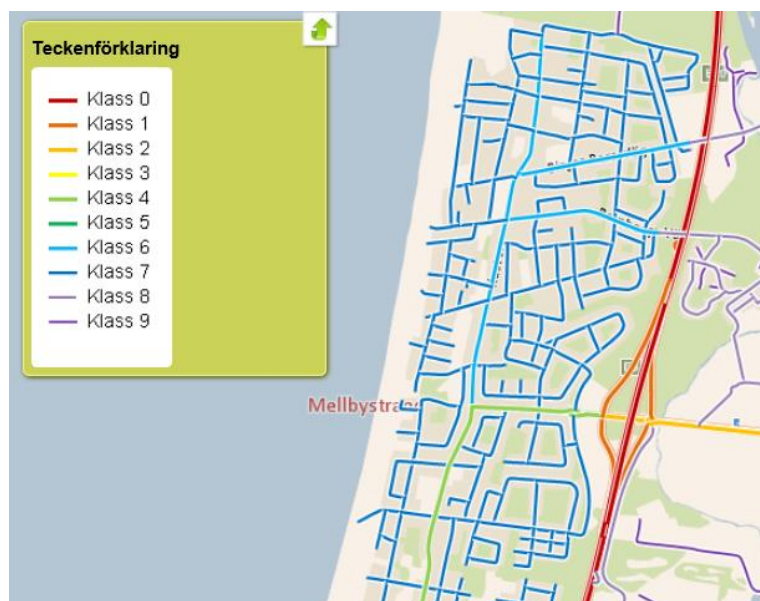 Teckenförklaring
Klass 0
Klass 1
Klass 2
Klass 3
Klass 4
Klass 5
Klass 6
Klass 7
Klass 8
Klass 9
Mellbystrand
E